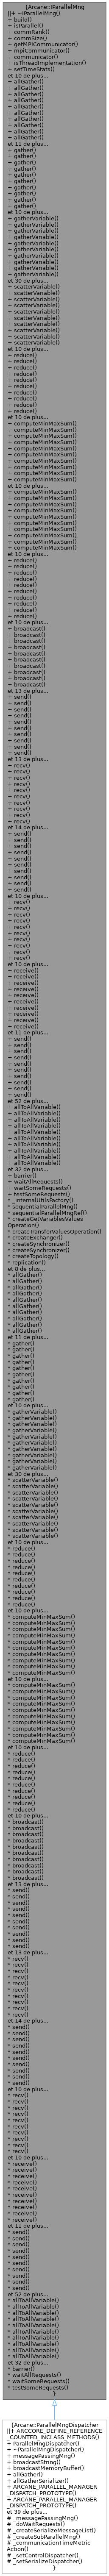 {Arcane::IParallelMng
||+ ~IParallelMng()
+ build()
+ isParallel()
+ commRank()
+ commSize()
+ getMPICommunicator()
+ mpiCommunicator()
+ communicator()
+ isThreadImplementation()
+ setTimeStats()
et 10 de plus...
+ allGather()
+ allGather()
+ allGather()
+ allGather()
+ allGather()
+ allGather()
+ allGather()
+ allGather()
+ allGather()
+ allGather()
et 11 de plus...
+ gather()
+ gather()
+ gather()
+ gather()
+ gather()
+ gather()
+ gather()
+ gather()
+ gather()
+ gather()
et 10 de plus...
+ gatherVariable()
+ gatherVariable()
+ gatherVariable()
+ gatherVariable()
+ gatherVariable()
+ gatherVariable()
+ gatherVariable()
+ gatherVariable()
+ gatherVariable()
+ gatherVariable()
et 30 de plus...
+ scatterVariable()
+ scatterVariable()
+ scatterVariable()
+ scatterVariable()
+ scatterVariable()
+ scatterVariable()
+ scatterVariable()
+ scatterVariable()
+ scatterVariable()
+ scatterVariable()
et 10 de plus...
+ reduce()
+ reduce()
+ reduce()
+ reduce()
+ reduce()
+ reduce()
+ reduce()
+ reduce()
+ reduce()
+ reduce()
et 10 de plus...
+ computeMinMaxSum()
+ computeMinMaxSum()
+ computeMinMaxSum()
+ computeMinMaxSum()
+ computeMinMaxSum()
+ computeMinMaxSum()
+ computeMinMaxSum()
+ computeMinMaxSum()
+ computeMinMaxSum()
+ computeMinMaxSum()
et 10 de plus...
+ computeMinMaxSum()
+ computeMinMaxSum()
+ computeMinMaxSum()
+ computeMinMaxSum()
+ computeMinMaxSum()
+ computeMinMaxSum()
+ computeMinMaxSum()
+ computeMinMaxSum()
+ computeMinMaxSum()
+ computeMinMaxSum()
et 10 de plus...
+ reduce()
+ reduce()
+ reduce()
+ reduce()
+ reduce()
+ reduce()
+ reduce()
+ reduce()
+ reduce()
+ reduce()
et 10 de plus...
+ broadcast()
+ broadcast()
+ broadcast()
+ broadcast()
+ broadcast()
+ broadcast()
+ broadcast()
+ broadcast()
+ broadcast()
+ broadcast()
et 13 de plus...
+ send()
+ send()
+ send()
+ send()
+ send()
+ send()
+ send()
+ send()
+ send()
+ send()
et 13 de plus...
+ recv()
+ recv()
+ recv()
+ recv()
+ recv()
+ recv()
+ recv()
+ recv()
+ recv()
+ recv()
et 14 de plus...
+ send()
+ send()
+ send()
+ send()
+ send()
+ send()
+ send()
+ send()
+ send()
+ send()
et 10 de plus...
+ recv()
+ recv()
+ recv()
+ recv()
+ recv()
+ recv()
+ recv()
+ recv()
+ recv()
+ recv()
et 10 de plus...
+ receive()
+ receive()
+ receive()
+ receive()
+ receive()
+ receive()
+ receive()
+ receive()
+ receive()
+ receive()
et 11 de plus...
+ send()
+ send()
+ send()
+ send()
+ send()
+ send()
+ send()
+ send()
+ send()
+ send()
et 52 de plus...
+ allToAllVariable()
+ allToAllVariable()
+ allToAllVariable()
+ allToAllVariable()
+ allToAllVariable()
+ allToAllVariable()
+ allToAllVariable()
+ allToAllVariable()
+ allToAllVariable()
+ allToAllVariable()
et 32 de plus...
+ barrier()
+ waitAllRequests()
+ waitSomeRequests()
+ testSomeRequests()
* _internalUtilsFactory()
* sequentialParallelMng()
* sequentialParallelMngRef()
* createGetVariablesValues
Operation()
* createTransferValuesOperation()
* createExchanger()
* createSynchronizer()
* createSynchronizer()
* createTopology()
* replication()
et 8 de plus...
* allGather()
* allGather()
* allGather()
* allGather()
* allGather()
* allGather()
* allGather()
* allGather()
* allGather()
* allGather()
et 11 de plus...
* gather()
* gather()
* gather()
* gather()
* gather()
* gather()
* gather()
* gather()
* gather()
* gather()
et 10 de plus...
* gatherVariable()
* gatherVariable()
* gatherVariable()
* gatherVariable()
* gatherVariable()
* gatherVariable()
* gatherVariable()
* gatherVariable()
* gatherVariable()
* gatherVariable()
et 30 de plus...
* scatterVariable()
* scatterVariable()
* scatterVariable()
* scatterVariable()
* scatterVariable()
* scatterVariable()
* scatterVariable()
* scatterVariable()
* scatterVariable()
* scatterVariable()
et 10 de plus...
* reduce()
* reduce()
* reduce()
* reduce()
* reduce()
* reduce()
* reduce()
* reduce()
* reduce()
* reduce()
et 10 de plus...
* computeMinMaxSum()
* computeMinMaxSum()
* computeMinMaxSum()
* computeMinMaxSum()
* computeMinMaxSum()
* computeMinMaxSum()
* computeMinMaxSum()
* computeMinMaxSum()
* computeMinMaxSum()
* computeMinMaxSum()
et 10 de plus...
* computeMinMaxSum()
* computeMinMaxSum()
* computeMinMaxSum()
* computeMinMaxSum()
* computeMinMaxSum()
* computeMinMaxSum()
* computeMinMaxSum()
* computeMinMaxSum()
* computeMinMaxSum()
* computeMinMaxSum()
et 10 de plus...
* reduce()
* reduce()
* reduce()
* reduce()
* reduce()
* reduce()
* reduce()
* reduce()
* reduce()
* reduce()
et 10 de plus...
* broadcast()
* broadcast()
* broadcast()
* broadcast()
* broadcast()
* broadcast()
* broadcast()
* broadcast()
* broadcast()
* broadcast()
et 13 de plus...
* send()
* send()
* send()
* send()
* send()
* send()
* send()
* send()
* send()
* send()
et 13 de plus...
* recv()
* recv()
* recv()
* recv()
* recv()
* recv()
* recv()
* recv()
* recv()
* recv()
et 14 de plus...
* send()
* send()
* send()
* send()
* send()
* send()
* send()
* send()
* send()
* send()
et 10 de plus...
* recv()
* recv()
* recv()
* recv()
* recv()
* recv()
* recv()
* recv()
* recv()
* recv()
et 10 de plus...
* receive()
* receive()
* receive()
* receive()
* receive()
* receive()
* receive()
* receive()
* receive()
* receive()
et 11 de plus...
* send()
* send()
* send()
* send()
* send()
* send()
* send()
* send()
* send()
* send()
et 52 de plus...
* allToAllVariable()
* allToAllVariable()
* allToAllVariable()
* allToAllVariable()
* allToAllVariable()
* allToAllVariable()
* allToAllVariable()
* allToAllVariable()
* allToAllVariable()
* allToAllVariable()
et 32 de plus...
* barrier()
* waitAllRequests()
* waitSomeRequests()
* testSomeRequests()
}
{Arcane::ParallelMngDispatcher
||+ ARCCORE_DEFINE_REFERENCE
_COUNTED_INCLASS_METHODS()
+ ParallelMngDispatcher()
+ ~ParallelMngDispatcher()
+ messagePassingMng()
+ broadcastString()
+ broadcastMemoryBuffer()
+ allGather()
+ allGatherSerializer()
+ ARCANE_PARALLEL_MANAGER
_DISPATCH_PROTOTYPE()
+ ARCANE_PARALLEL_MANAGER
_DISPATCH_PROTOTYPE()
et 39 de plus...
# _messagePassingMng()
# _doWaitRequests()
# _createSerializeMessageList()
# _createSubParallelMng()
# _communicationTimeMetric
Action()
# _setControlDispatcher()
# _setSerializeDispatcher()
}